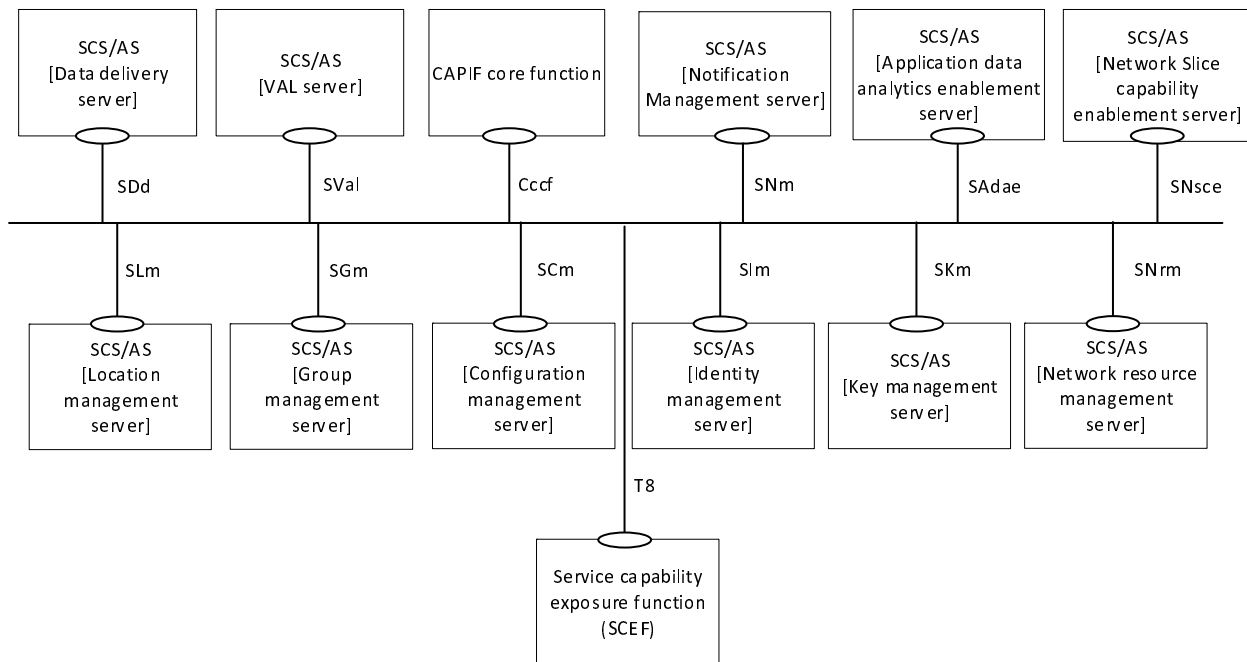 SCS/AS
[Data delivery
server]
SCS/AS
[VAL server]
CAPIF core function
SCS/AS
[Notification
Management server]
SCS/AS
[Application data
analytics enablement
server]
SCS/AS
[Network Slice
capability
enablement server]
SDd
SVal
Cccf
SNm
SAdae
SNsce
SLm
SGm
SCm
SIm
SKm
SNrm
SCS/AS
[Location
management
server]
SCS/AS
[Group
management
server]
SCS/AS
[Configuration
management
server]
SCS/AS
[Identity
management
server]
SCS/AS
[Key management
server]
SCS/AS
[Network resource
management
server]
T8
Service capability
exposure function
(SCEF)